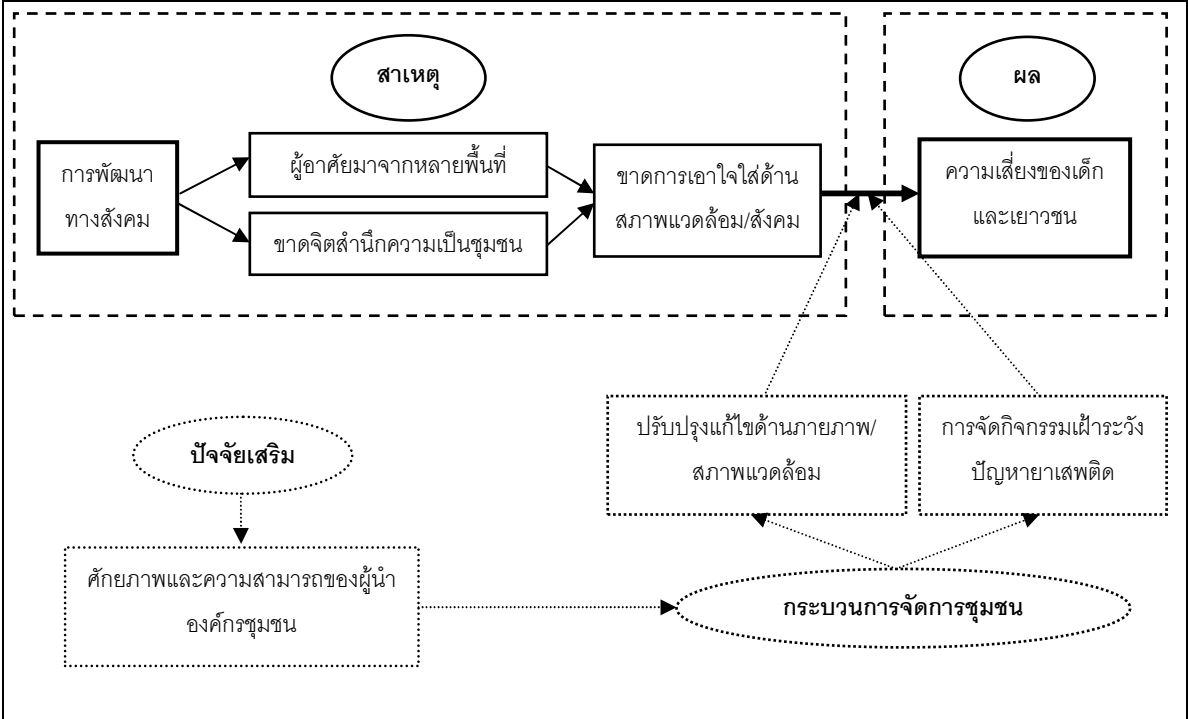 สาเหตุ
ผล
การพัฒนา
ทางสังคม
ผู้อาศัยมาจากหลายพื้นที่
ขาดจิตสำนึกความเป็นชุมชน
ขาดการเอาใจใส่ด้าน
สภาพแวดล้อม/สังคม
ความเสี่ยงของเด็ก
และเยาวชน
ปรับปรุงแก้ไขด้านภายภาพ/
สภาพแวดล้อม
การจัดกิจกรรมเฝ้าระวัง
ปัญหายาเสพติด
ปัจจัยเสริม
ศักยภาพและความสามารถของผู้นำ
องค์กรชุมชน
กระบวนการจัดการชุมชน